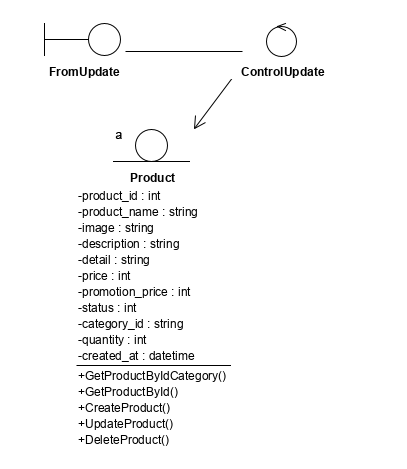 FromUpdate
ControlUpdate
a
Product
-product_id : int
-product_name : string
-image : string
-description : string
-detail : string
-price : int
-promotion_price : int
-status : int
-category_id : string
-quantity : int
-created_at : datetime
+GetProductByIdCategory()
+GetProductById()
+CreateProduct()
+UpdateProduct()
+DeleteProduct()